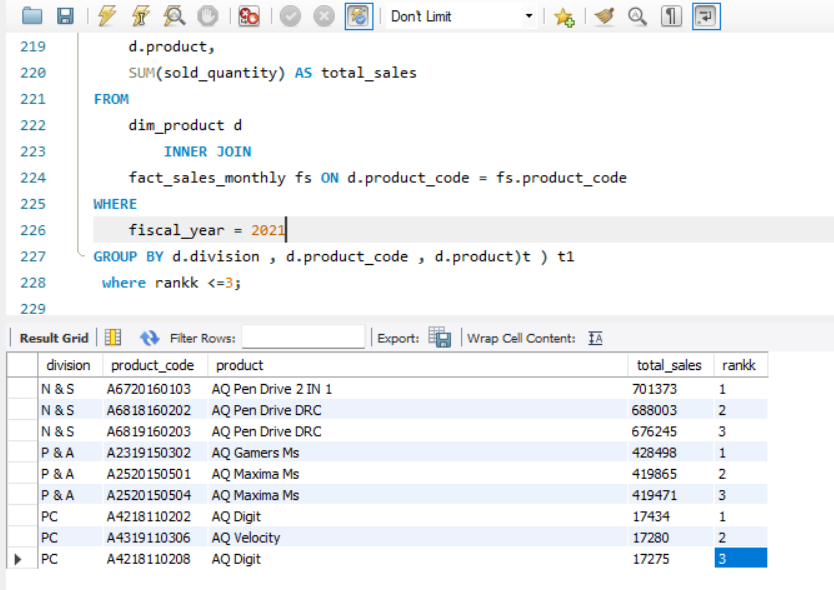 Don't Limit
219 d.product,
220 SUM(sold_quantity) AS total_sales
221 FROM
222 dim_product d
223 INNER JOIN
224 fact_sales_monthly fs ON d.product_code = fs.product_code
225 WHERE
226 fiscal_year = 2021
227 GROUP BY d.division , d.product_code , d.product)t ) t1
228 where rankk <=3;
229
Result Grid Filter Rows: Export: Wrap Cell Content: IA
division product_code product total_sales rankk
N & S A6720160103 AQ Pen Drive 2 IN 1 701373 1
N & S A6818160202 AQ Pen Drive DRC 688003 2
N & S A6819160203 AQ Pen Drive DRC 676245 3
P & A A2319150302 AQ Gamers Ms 428498 1
P & A A2520150501 AQ Maxima Ms 419865 2
P & A A2520150504 AQ Maxima Ms 419471 3
PC A4218110202 AQ Digit 17434 1
PC A4319110306 AQ Velocity 17280 2
PC A4218110208 AQ Digit 17275 3